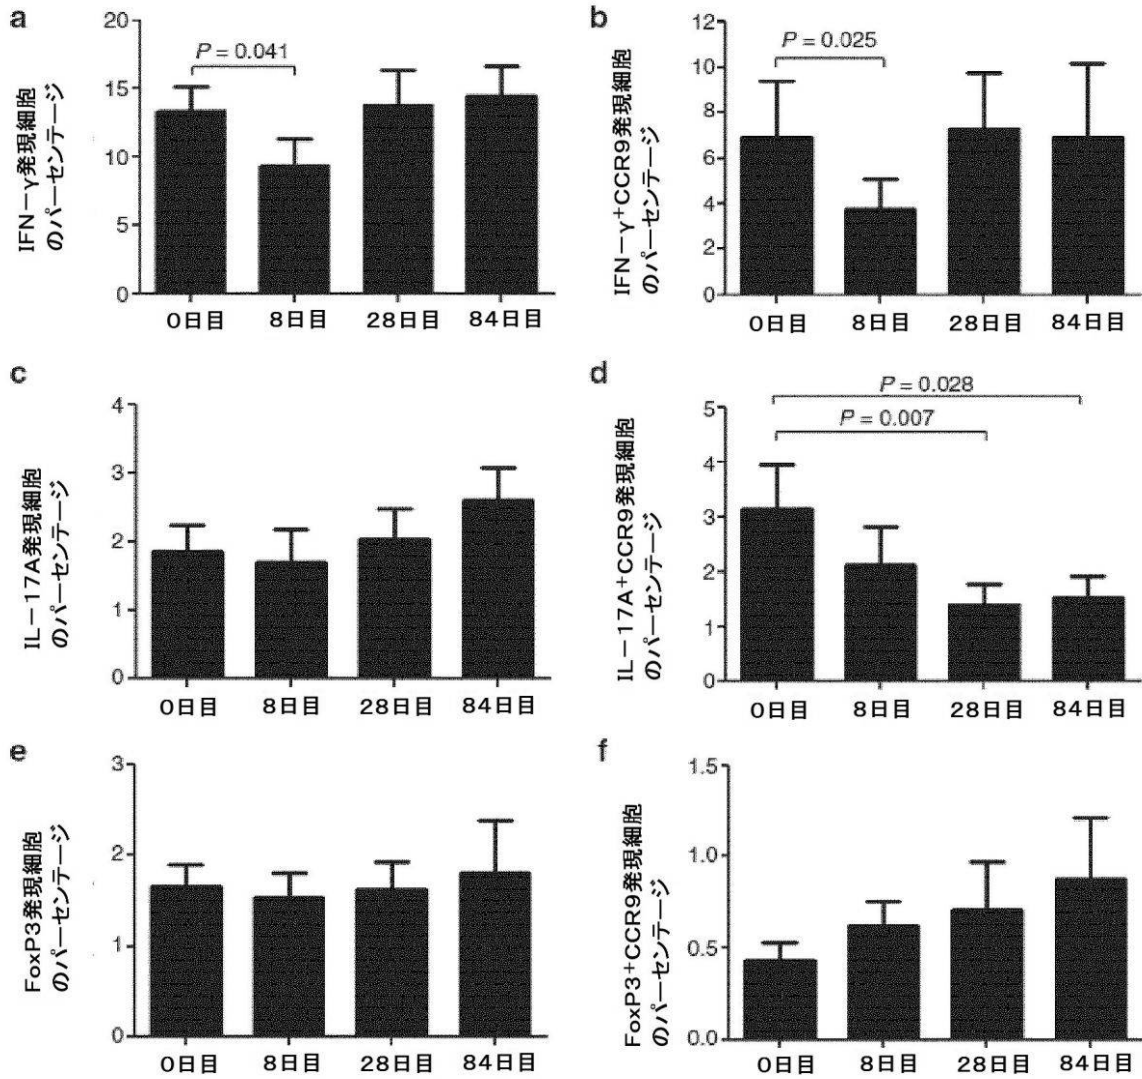 a
IFN－γ発現細胞
のパーセンテージ
20
15
10
5
0
P = 0.041
0日目 8日目 28日目 84日目
b
IFN－γ+CCR9発現細胞
のパーセンテージ
12
10
8
6
4
2
0
P = 0.025
0日目 8日目 28日目 84日目
c
IL－17A発現細胞
のパーセンテージ
4
3
2
1
0
0日目 8日目 28日目 84日目
d
IL－17A+CCR9発現細胞
のパーセンテージ
5
4
3
2
1
0
P = 0.028
P = 0.007
0日目 8日目 28日目 84日目
e
FoxP3発現細胞
のパーセンテージ
3
2
1
0
0日目 8日目 28日目 84日目
f
FoxP3+CCR9発現細胞
のパーセンテージ
1.5
1.0
0.5
0.0
0日目 8日目 28日目 84日目